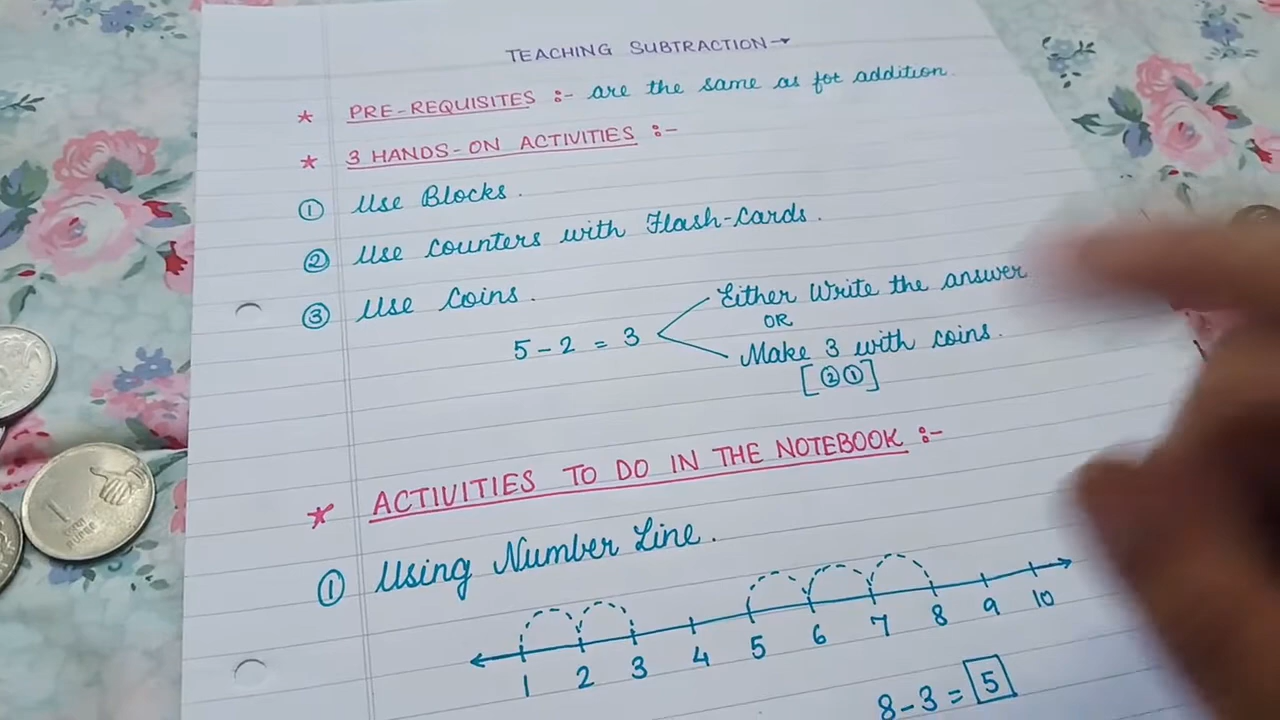 TEACHING SUBTRACTION→
* PRE-REQUISITES :- are the same as for addition.
* 3 HANDS-ON ACTIVITIES :-
① Use Blocks.
② Use Counters with Flash-Cards.
③ Use Coins.
5 - 2 = 3
Either Write the answer
OR
Make 3 with coins.
[②①]
* ACTIVITIES TO DO IN THE NOTEBOOK :-
① Using Number Line.
1 2 3 4 5 6 7 8 9 10
8 - 3 = 5
1
RUPEE